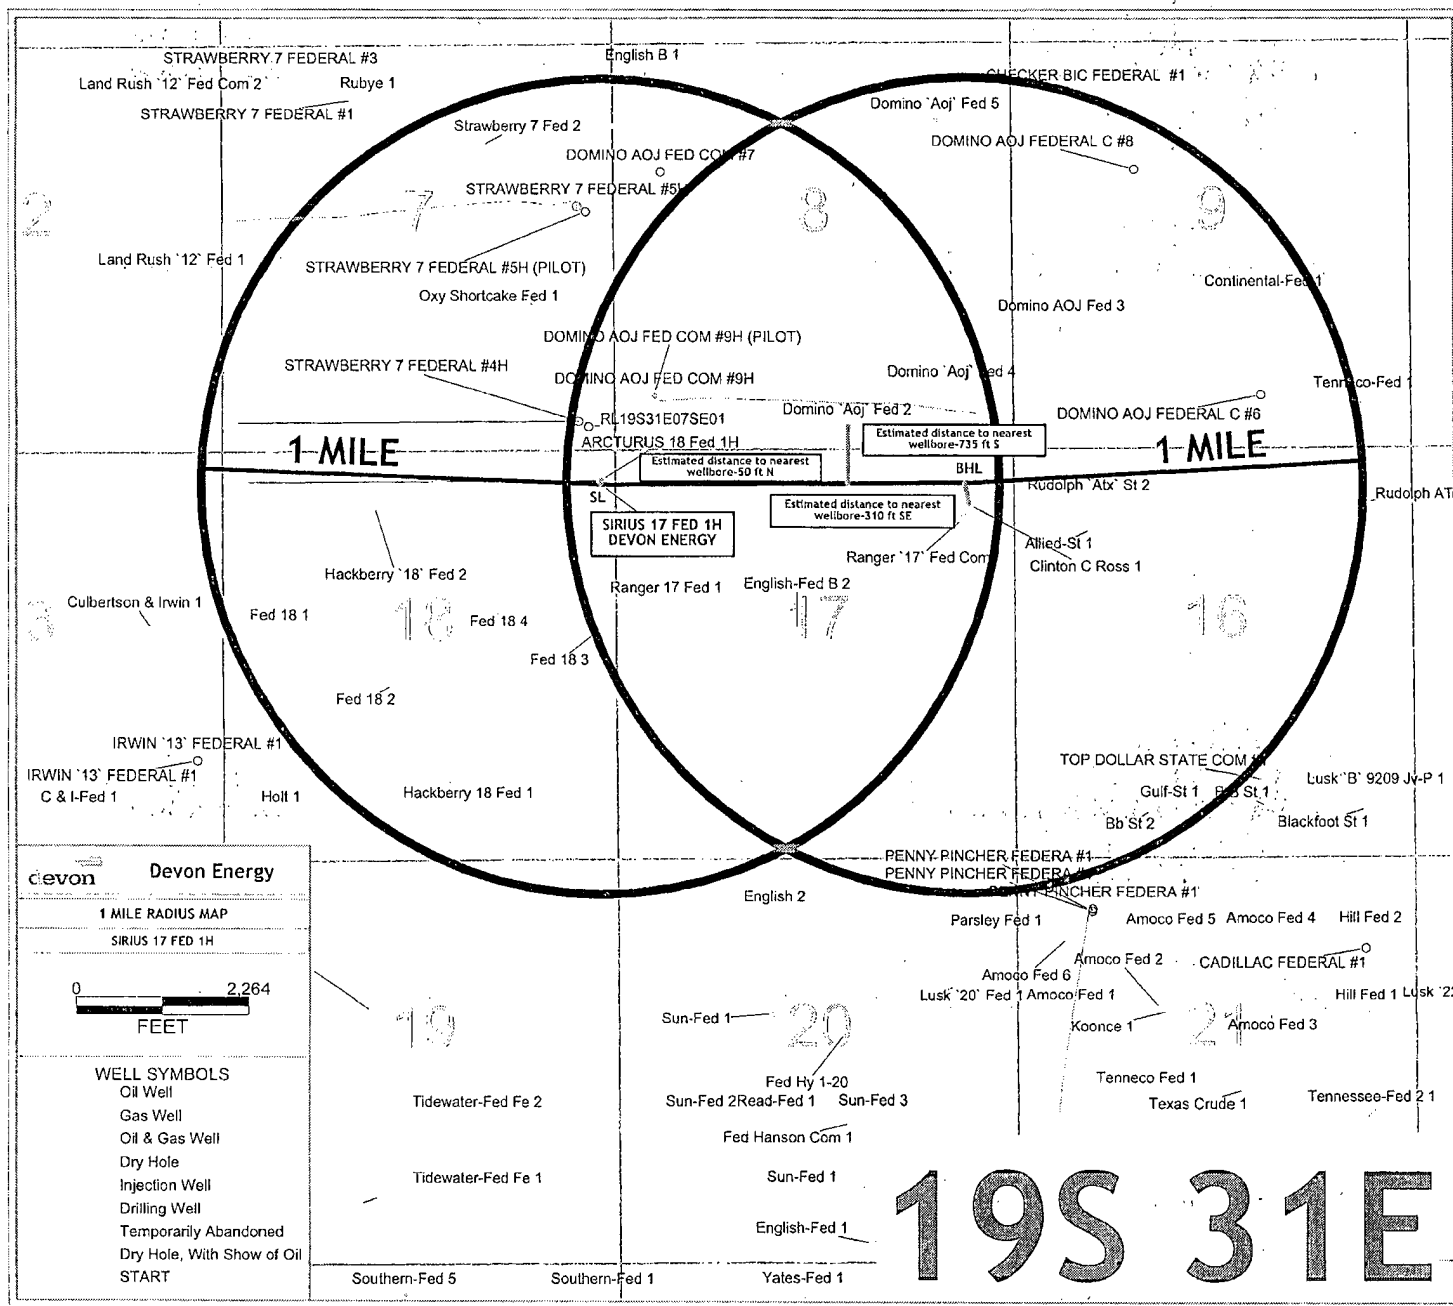 STRAWBERRY 7 FEDERAL #3
English B 1
Land Rush `12` Fed Com 2
Rubye 1
CHECKER BIC FEDERAL #1
STRAWBERRY 7 FEDERAL #1
Domino `Aoj` Fed 5
Strawberry 7 Fed 2
DOMINO AOJ FEDERAL C #8
DOMINO AOJ FED COM #7
STRAWBERRY 7 FEDERAL #5H
2
7
8
9
Land Rush `12` Fed 1
STRAWBERRY 7 FEDERAL #5H (PILOT)
Oxy Shortcake Fed 1
Continental-Fed 1
Domino AOJ Fed 3
DOMINO AOJ FED COM #9H (PILOT)
STRAWBERRY 7 FEDERAL #4H
DOMINO AOJ FED COM #9H
Domino `Aoj` Fed 4
Tenneco-Fed 1
Domino `Aoj` Fed 2
DOMINO AOJ FEDERAL C #6
RL19S31E07SE01
ARCTURUS 18 Fed 1H
Estimated distance to nearest
wellbore-735 ft S
1 MILE
1 MILE
Estimated distance to nearest
wellbore-50 ft N
BHL
Rudolph `Atx` St 2
SL
Estimated distance to nearest
wellbore-310 ft SE
SIRIUS 17 FED 1H
DEVON ENERGY
Allied-St 1
Ranger `17` Fed Com
Clinton C Ross 1
Hackberry `18` Fed 2
Ranger 17 Fed 1
English-Fed B 2
Culbertson & Irwin 1
Fed 18 1
18
Fed 18 4
17
16
Fed 18 3
Fed 18 2
IRWIN `13` FEDERAL #1
TOP DOLLAR STATE COM
IRWIN `13` FEDERAL #1
C & I-Fed 1
Holt 1
Hackberry 18 Fed 1
Lusk `B` 9209 Jv-P 1
Gulf-St 1
Bb St 2
Blackfoot St 1
PENNY PINCHER FEDERA #1
PENNY PINCHER FEDERA
PENNY PINCHER FEDERA #1
English 2
Parsley Fed 1
Amoco Fed 5
Amoco Fed 4
Hill Fed 2
Amoco Fed 2
CADILLAC FEDERAL #1
Amoco Fed 6
Lusk `20` Fed 1
Amoco Fed 1
Hill Fed 1
Lusk
19
Sun-Fed 1
20
Koonce 1
21
Amoco Fed 3
Fed Hy 1-20
Tenneco Fed 1
Tidewater-Fed Fe 2
Sun-Fed 2
Read-Fed 1
Sun-Fed 3
Texas Crude 1
Tennessee-Fed 2 1
Fed Hanson Com 1
Tidewater-Fed Fe 1
Sun-Fed 1
English-Fed 1
Southern-Fed 5
Southern-Fed 1
Yates-Fed 1
19S 31E
devon
Devon Energy
1 MILE RADIUS MAP
SIRIUS 17 FED 1H
0
2,264
FEET
WELL SYMBOLS
Oil Well
Gas Well
Oil & Gas Well
Dry Hole
Injection Well
Drilling Well
Temporarily Abandoned
Dry Hole, With Show of Oil
START